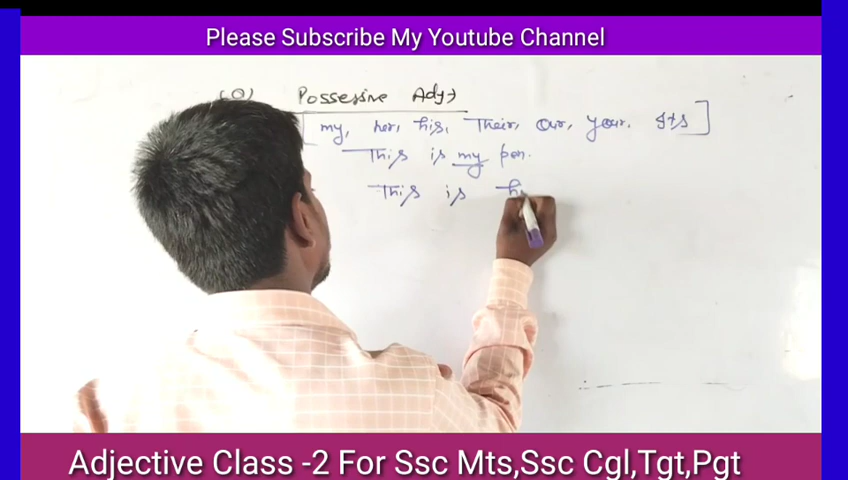 Please Subscribe My Youtube Channel
(Q) Possessive Adj+
[my, her, his, Their, our, your. Its]
This is my pen.
This is
Adjective Class -2 For Ssc Mts,Ssc Cgl,Tgt,Pgt